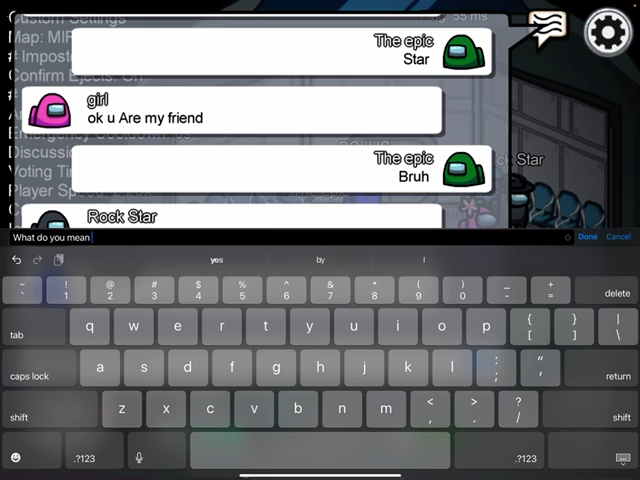 Custom Settings
Ping: 55 ms
Map: MIR
# Impostor
Confirm Ejects: On
#
Emergency Cooldown:
Discussio
Voting Tim
Player Speed:
The epic
Star
girl
ok u Are my friend
The epic
Bruh
Rock Star
ck Star
What do you mean
Done
Cancel
yes
by
I
~ ! @ # $ % ^ & * ( ) _ +
` 1 2 3 4 5 6 7 8 9 0 - = delete
tab q w e r t y u i o p { [ } ] | \
caps lock a s d f g h j k l : ; " ' return
shift z x c v b n m < , > . ? / shift
.?123 .?123